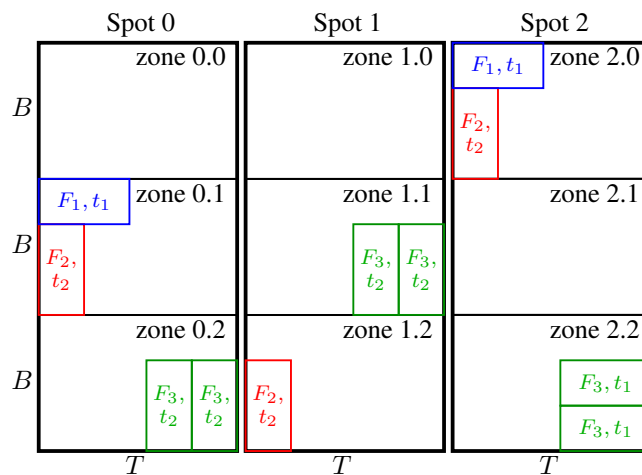 Spot 0 Spot 1 Spot 2
zone 0.0 zone 1.0 zone 2.0
B
F₁, t₁
F₂,
t₂
zone 0.1 zone 1.1 zone 2.1
B
F₁, t₁
F₂,
t₂
F₃, F₃,
t₂ t₂
zone 0.2 zone 1.2 zone 2.2
B
F₃, F₃,
t₂ t₂
F₂,
t₂
F₃, t₁
F₃, t₁
T T T